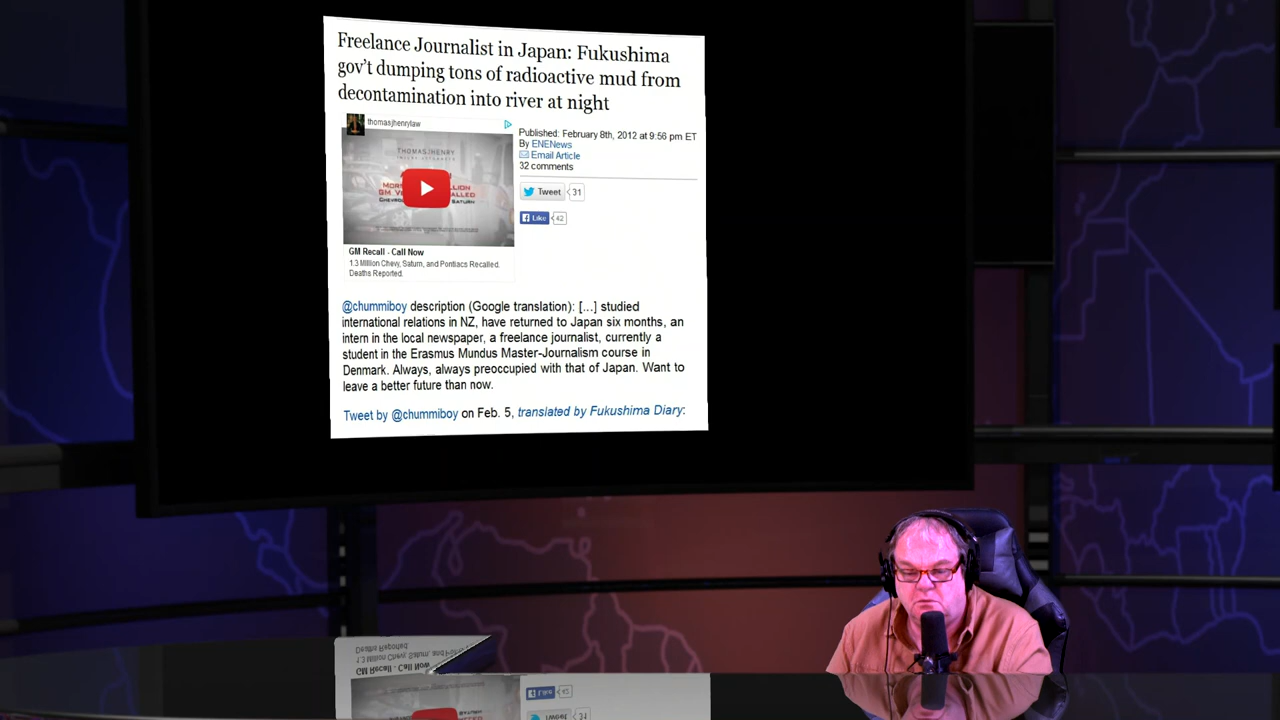 Freelance Journalist in Japan: Fukushima
gov't dumping tons of radioactive mud from
decontamination into river at night
thomasjhenrylaw
THOMAS J HENRY
GM Recall - Call Now
1.3 Million Chevy, Saturn, and Pontiacs Recalled.
Deaths Reported.
Published: February 8th, 2012 at 9:56 pm ET
By ENENews
Email Article
32 comments
Tweet 31
Like 42
@chummiboy description (Google translation): [...] studied
international relations in NZ, have returned to Japan six months, an
intern in the local newspaper, a freelance journalist, currently a
student in the Erasmus Mundus Master-Journalism course in
Denmark. Always, always preoccupied with that of Japan. Want to
leave a better future than now.
Tweet by @chummiboy on Feb. 5, translated by Fukushima Diary: